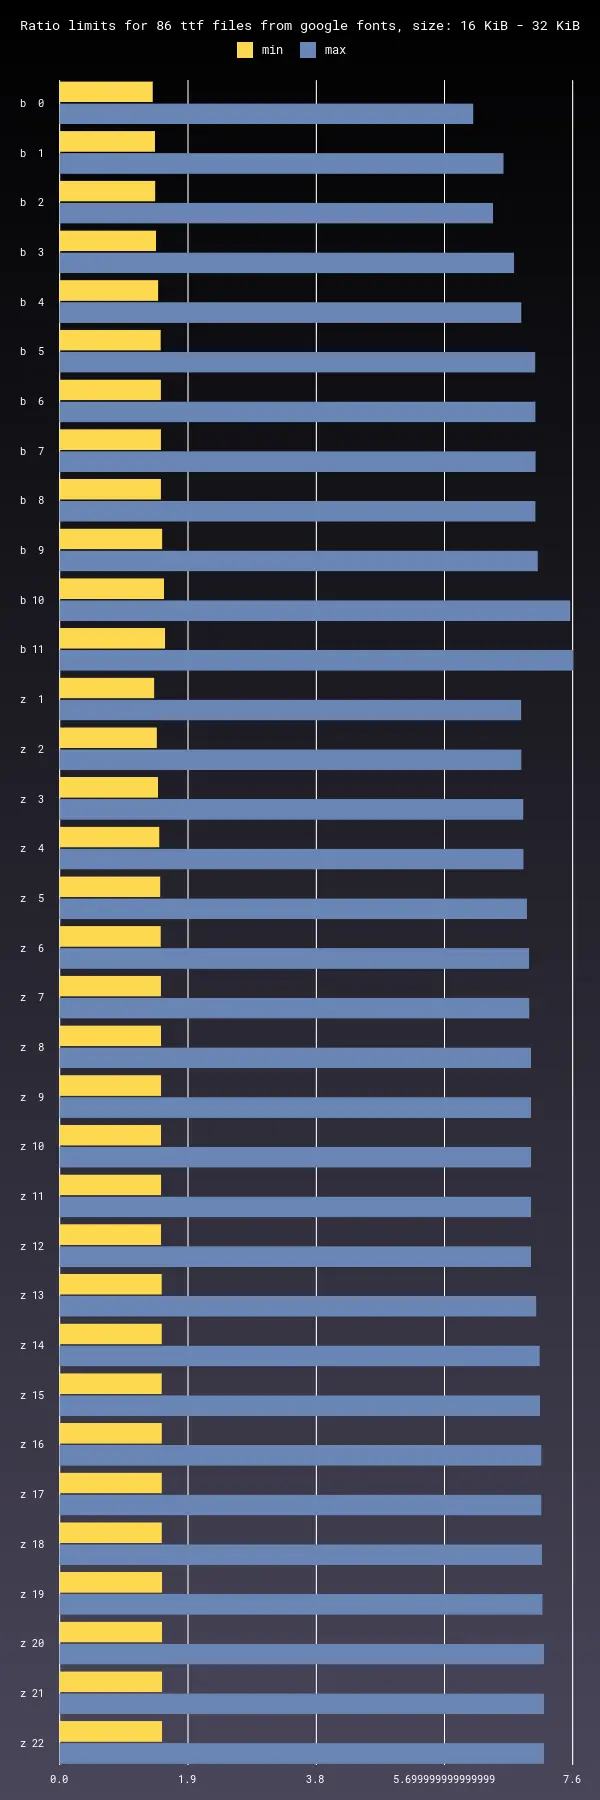 Ratio limits for 86 ttf files from google fonts, size: 16 KiB - 32 KiB
min max
b 0
b 1
b 2
b 3
b 4
b 5
b 6
b 7
b 8
b 9
b 10
b 11
z 1
z 2
z 3
z 4
z 5
z 6
z 7
z 8
z 9
z 10
z 11
z 12
z 13
z 14
z 15
z 16
z 17
z 18
z 19
z 20
z 21
z 22
0.0 1.9 3.8 5.699999999999999 7.6